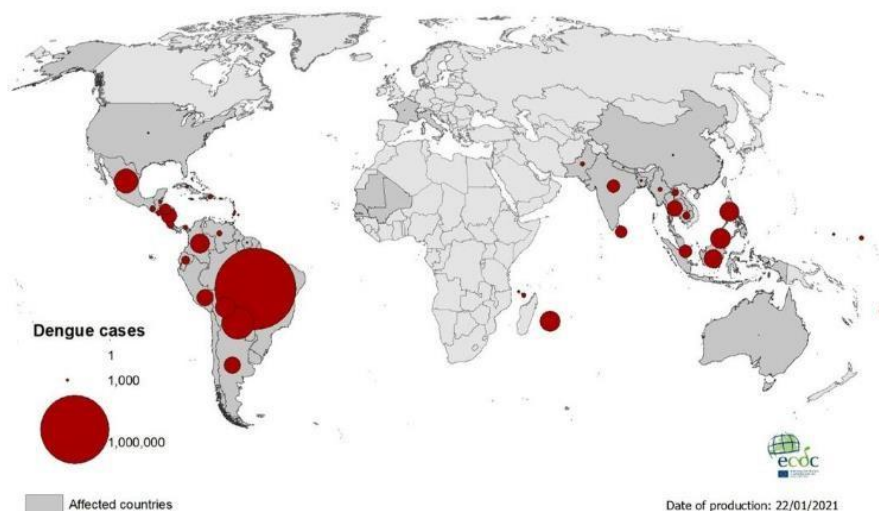 Dengue cases
1
1,000
1,000,000
Affected countries
ecdc
Date of production: 22/01/2021